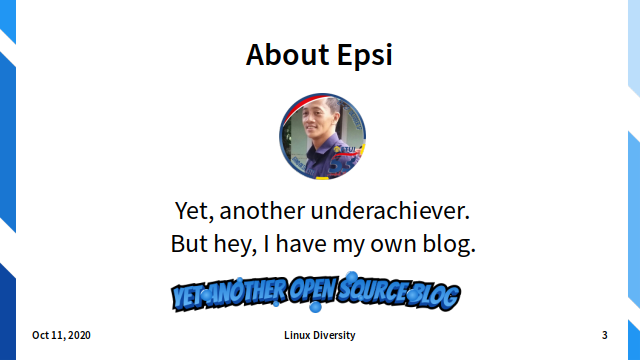 About Epsi
Yet, another underachiever.
But hey, I have my own blog.
YET ANOTHER OPEN SOURCE BLOG
Oct 11, 2020
Linux Diversity
3